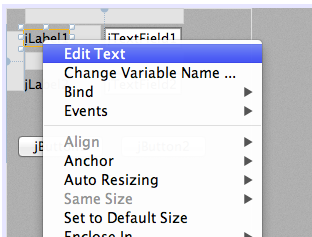 jLabel1 jTextField1
Edit Text
Change Variable Name ...
Bind
Events
Align
Anchor
Auto Resizing
Same Size
Set to Default Size
Enclose In